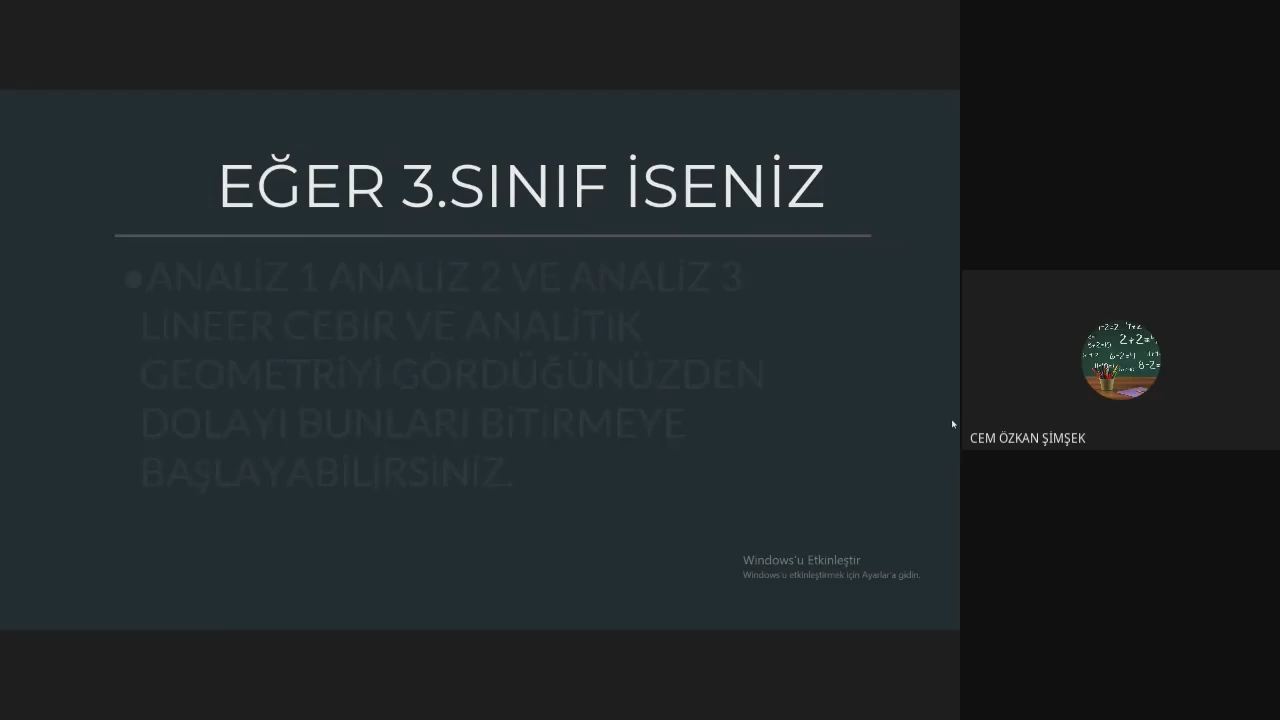 EĞER 3.SINIF İSENİZ
•ANALİZ 1 ANALİZ 2 VE ANALİZ 3
LİNEER CEBİR VE ANALİTİK
GEOMETRİYİ GÖRDÜĞÜNÜZDEN
DOLAYI BUNLARI BİTİRMEYE
BAŞLAYABİLİRSİNİZ.
Windows'u Etkinleştir
Windows'u etkinleştirmek için Ayarlar'a gidin.
CEM ÖZKAN ŞİMŞEK